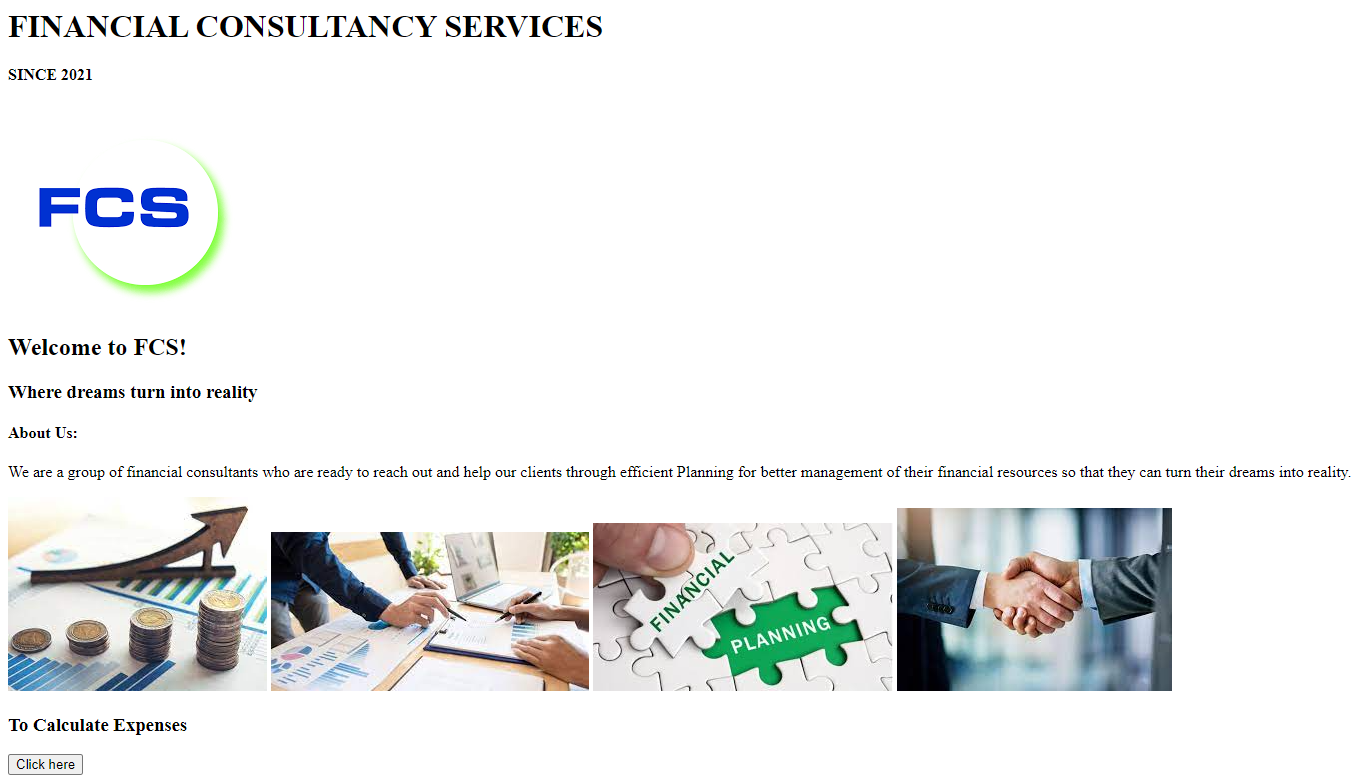 FINANCIAL CONSULTANCY SERVICES
SINCE 2021
FCS
Welcome to FCS!
Where dreams turn into reality
About Us:
We are a group of financial consultants who are ready to reach out and help our clients through efficient Planning for better management of their financial resources so that they can turn their dreams into reality.
FINANCIAL
PLANNING
To Calculate Expenses
Click here